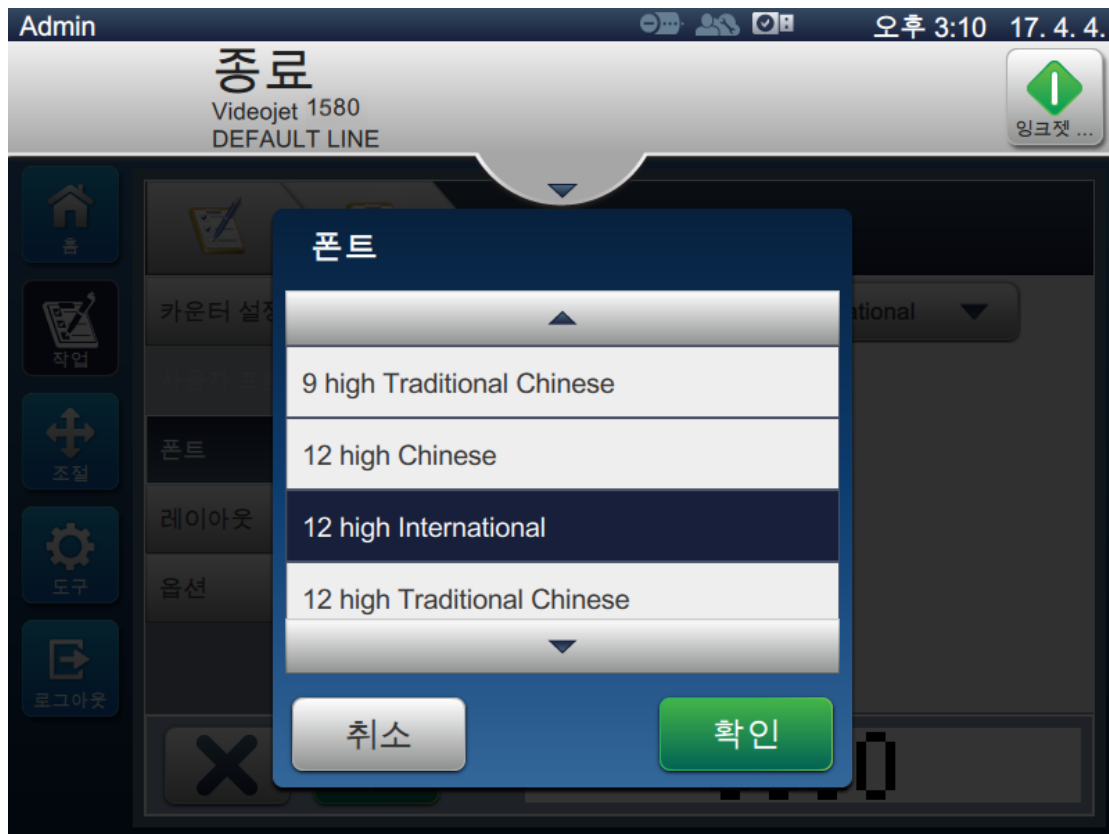 Admin
오후 3:10 17. 4. 4.
종료
Videojet 1580
DEFAULT LINE
잉크젯 ...
홈
작업
조절
도구
로그아웃
카운터 설정
폰트
레이아웃
옵션
ational
폰트
9 high Traditional Chinese
12 high Chinese
12 high International
12 high Traditional Chinese
취소
확인